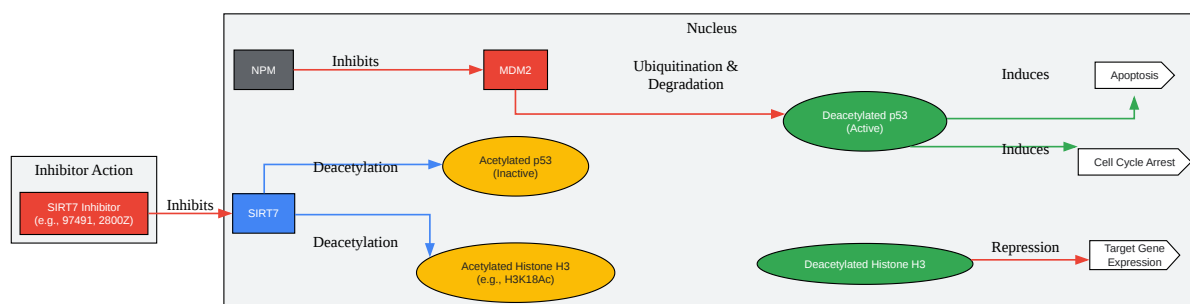 Nucleus
NPM
Inhibits
MDM2
Ubiquitination &
Degradation
Induces
Apoptosis
Deacetylated p53
(Active)
Induces
Cell Cycle Arrest
Deacetylation
Acetylated p53
(Inactive)
Inhibitor Action
SIRT7 Inhibitor
(e.g., 97491, 2800Z)
Inhibits
SIRT7
Deacetylation
Acetylated Histone H3
(e.g., H3K18Ac)
Deacetylated Histone H3
Repression
Target Gene
Expression